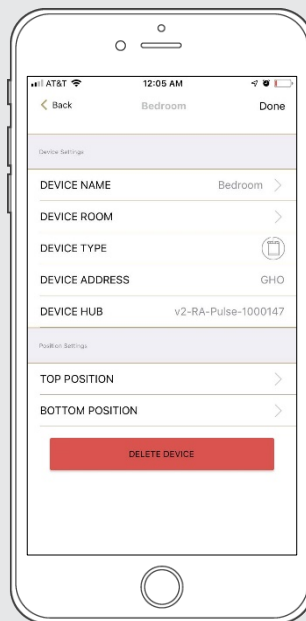 AT&T 12:05 AM
Back Bedroom Done
Device Settings
DEVICE NAME Bedroom
DEVICE ROOM
DEVICE TYPE
DEVICE ADDRESS GHO
DEVICE HUB v2-RA-Pulse-1000147
Position Settings
TOP POSITION
BOTTOM POSITION
DELETE DEVICE